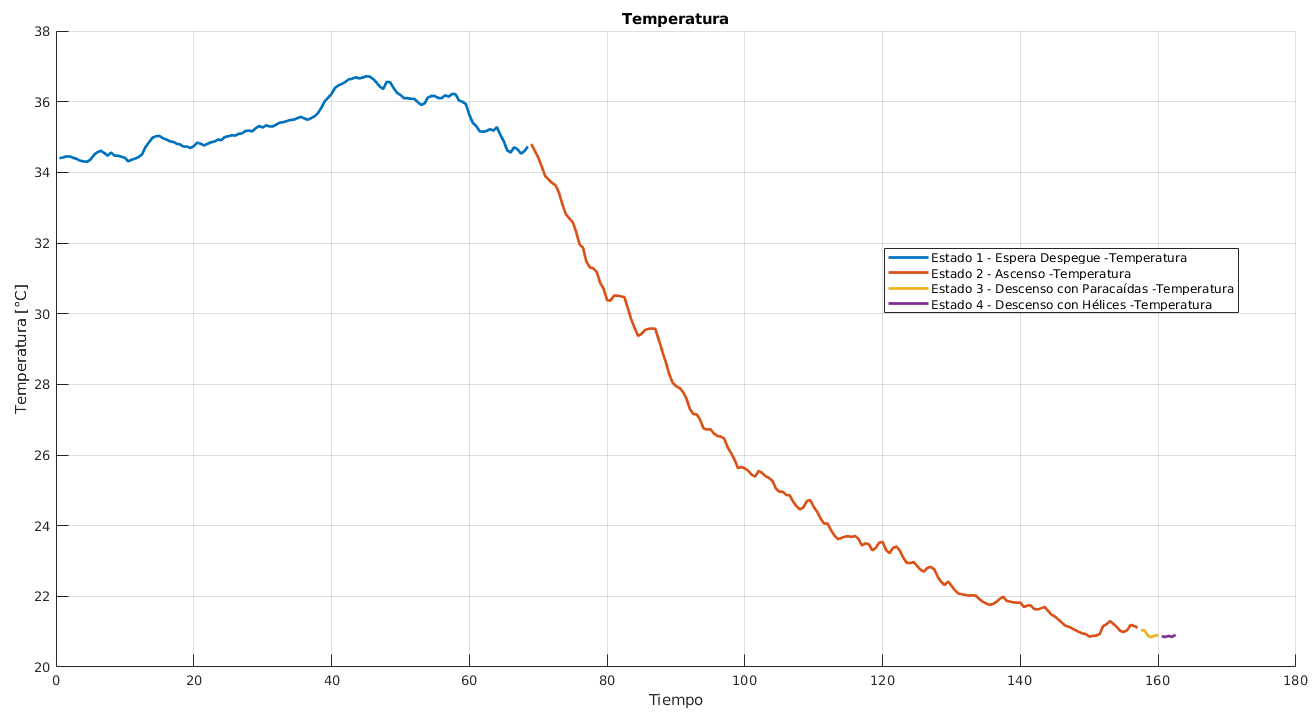 Temperatura
38
36
34
32
30
28
26
24
22
20
Temperatura [°C]
Estado 1 - Espera Despegue -Temperatura
Estado 2 - Ascenso -Temperatura
Estado 3 - Descenso con Paracaídas -Temperatura
Estado 4 - Descenso con Hélices -Temperatura
0 20 40 60 80 100 120 140 160 180
Tiempo